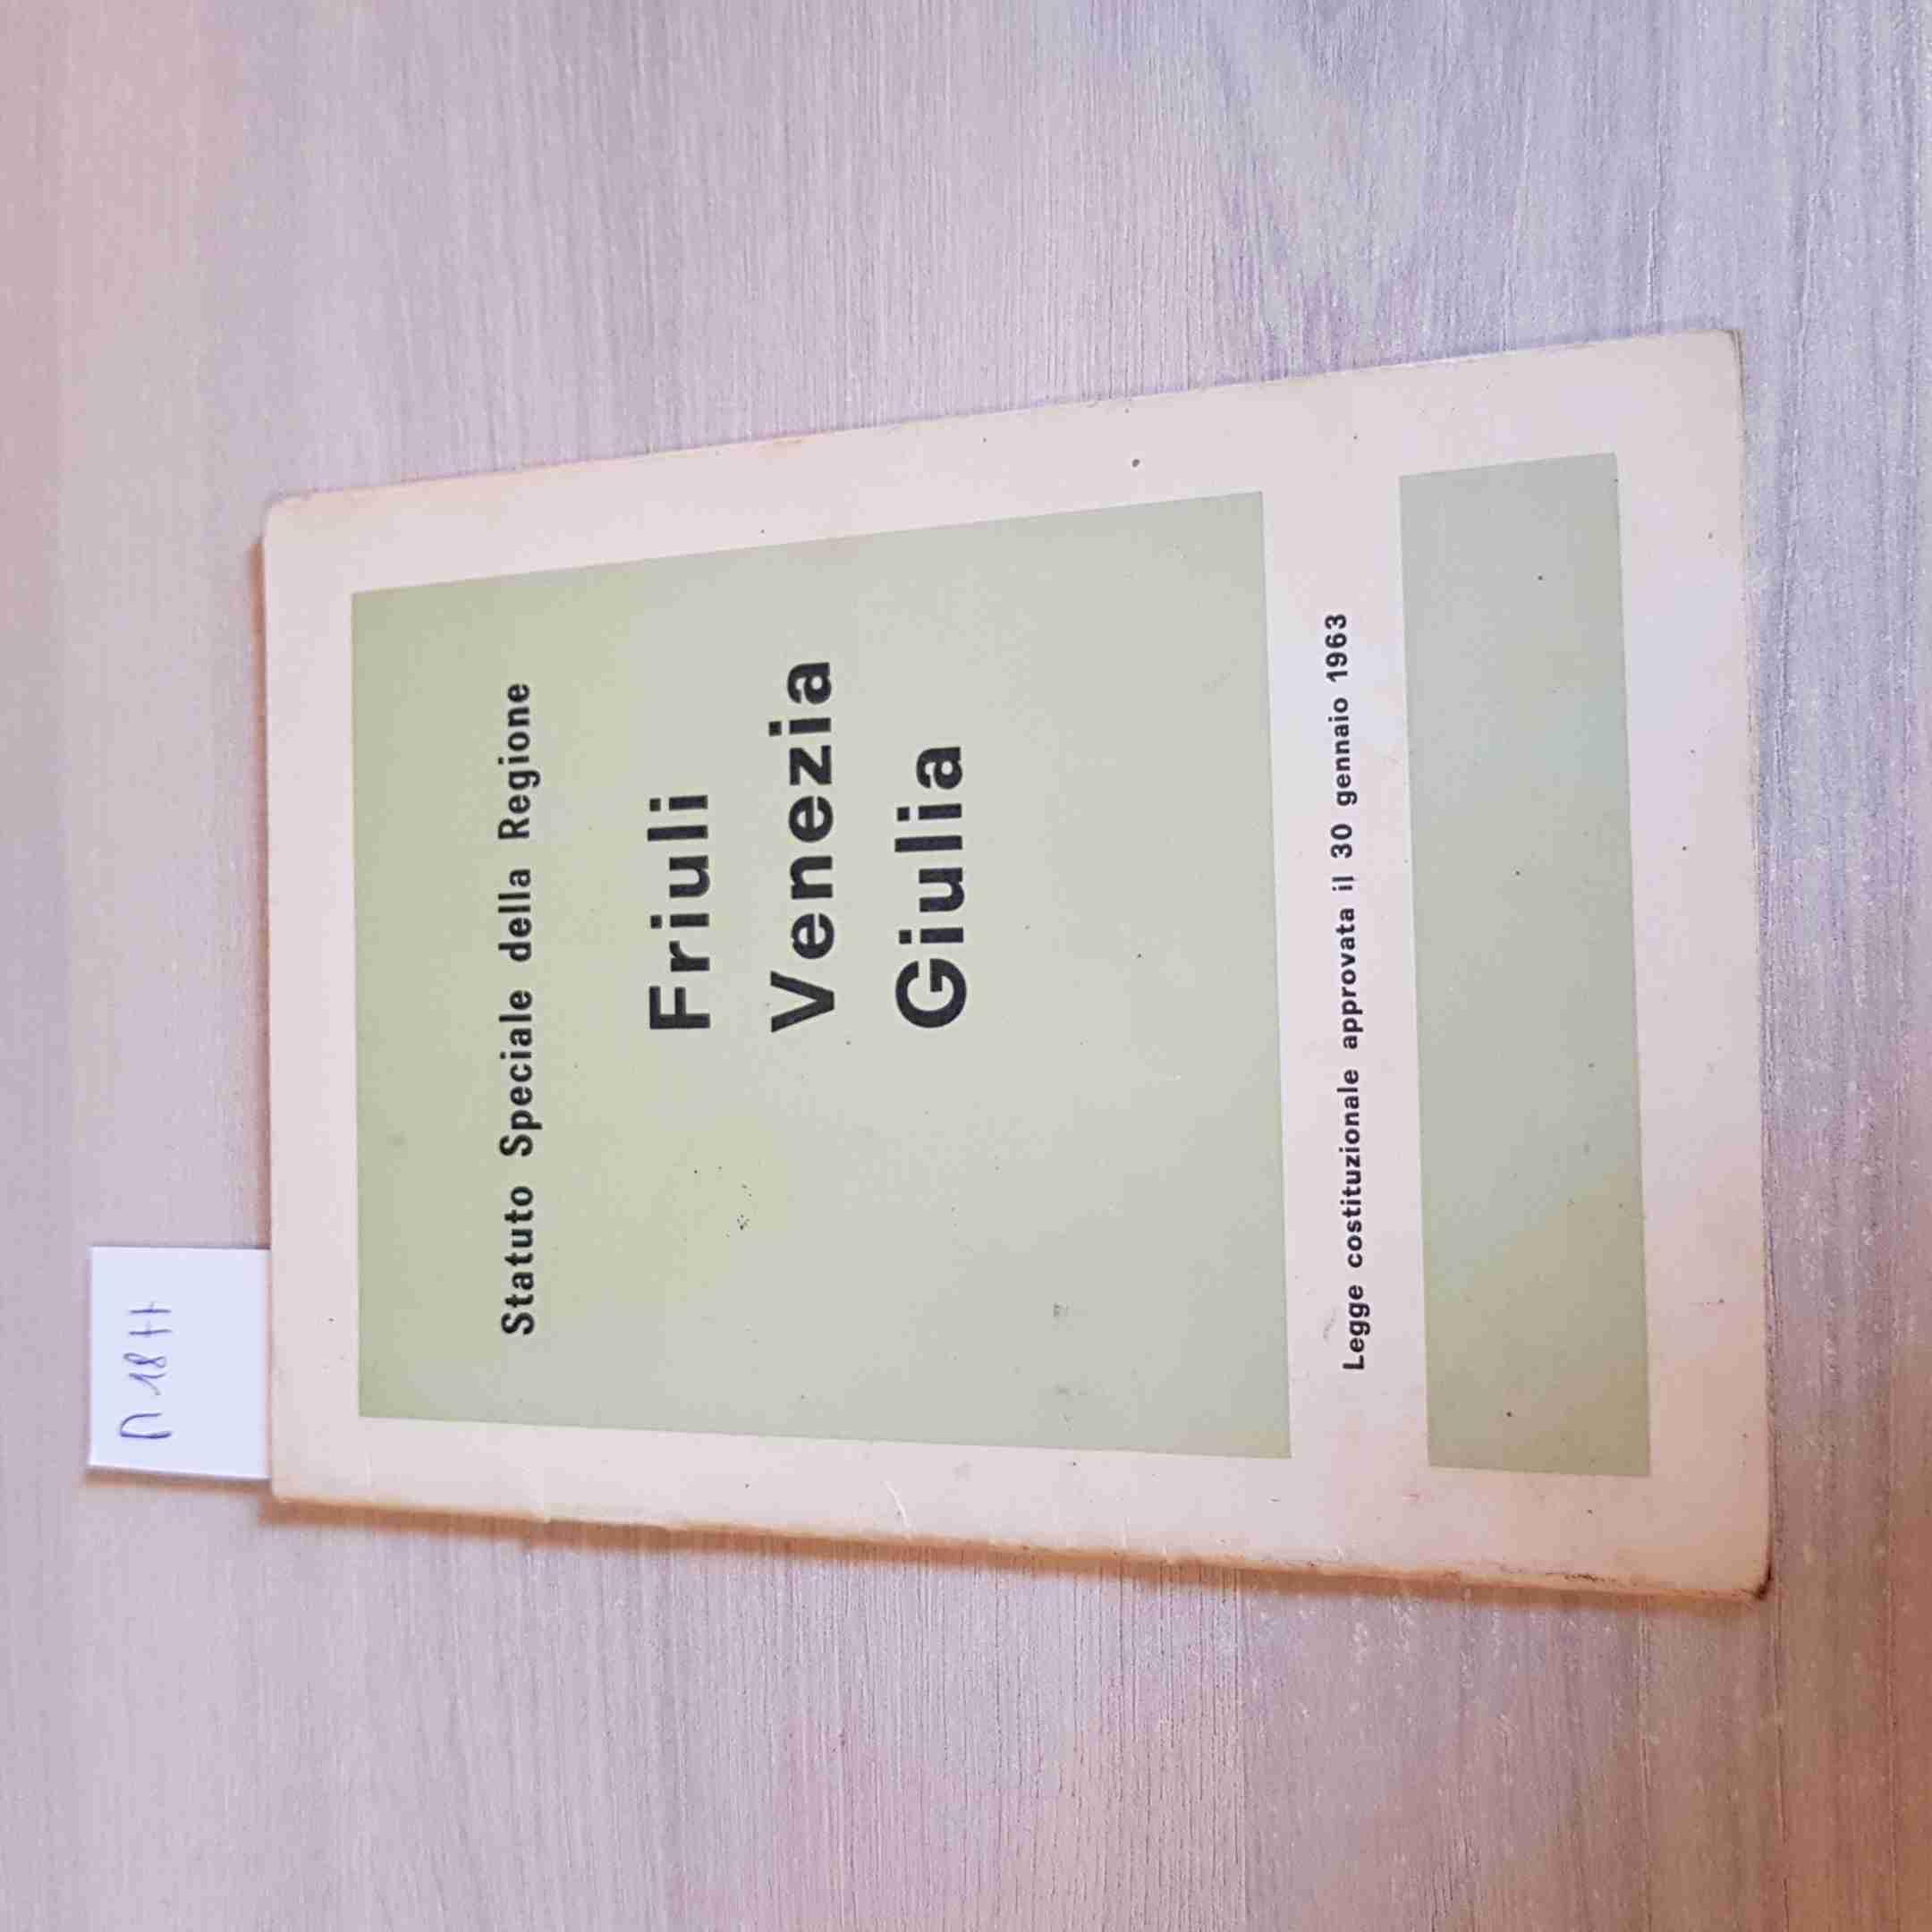 Statuto Speciale della Regione
Friuli
Venezia
Giulia
Legge costituzionale approvata il 30 gennaio 1963